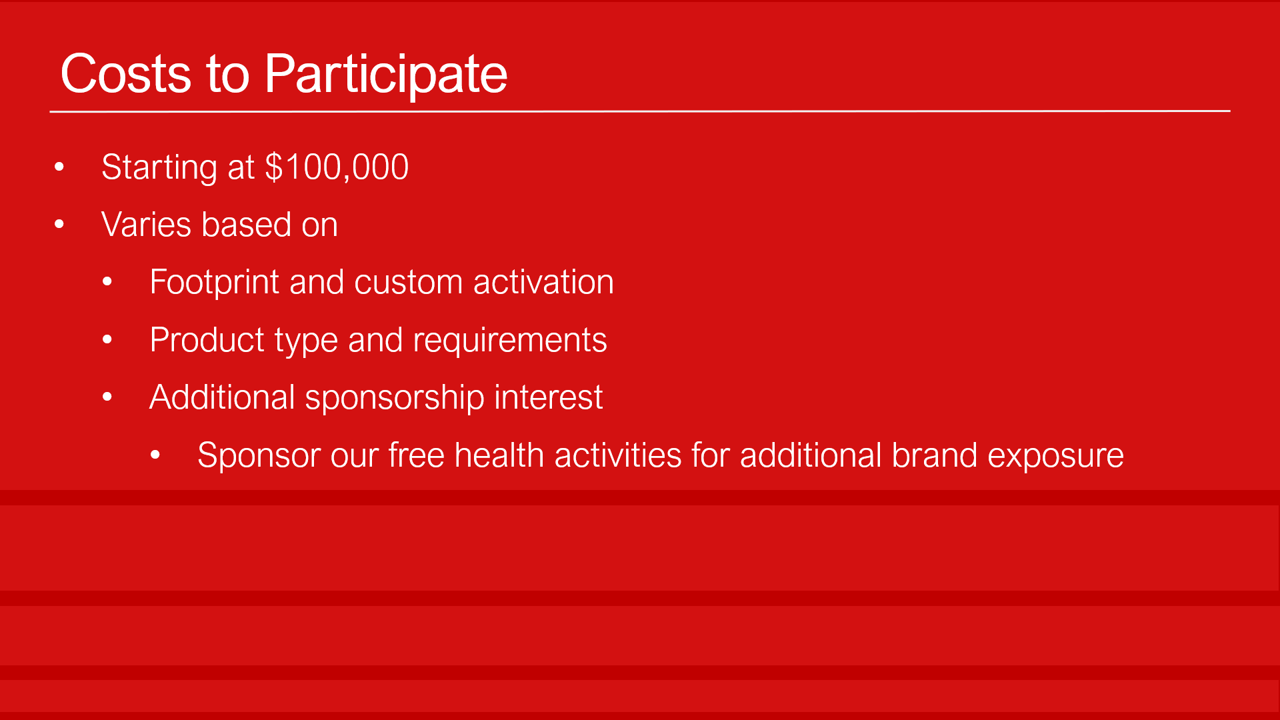 Costs to Participate
• Starting at $100,000
• Varies based on
• Footprint and custom activation
• Product type and requirements
• Additional sponsorship interest
• Sponsor our free health activities for additional brand exposure